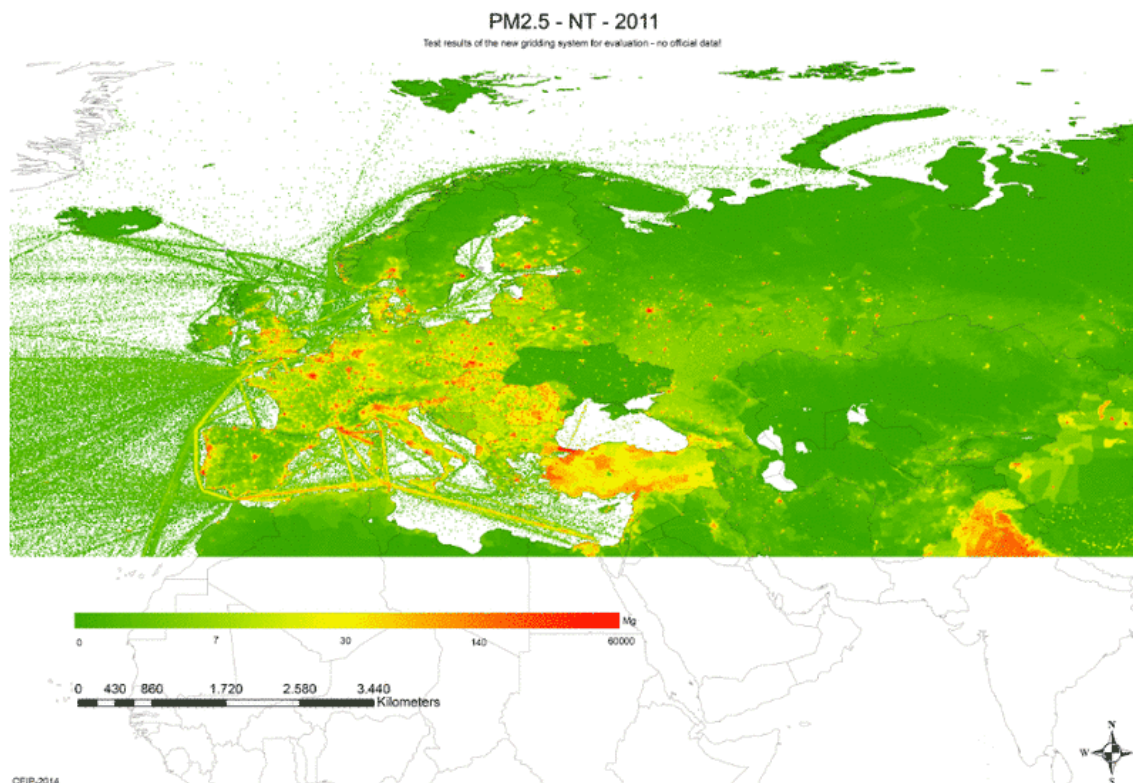 PM2.5 - NT - 2011
Test results of the new gridding system for evaluation - no official data!
Mg
0 7 30 140 60000
0 430 860 1.720 2.580 3.440
Kilometers
N
W
S
CEIP-2014